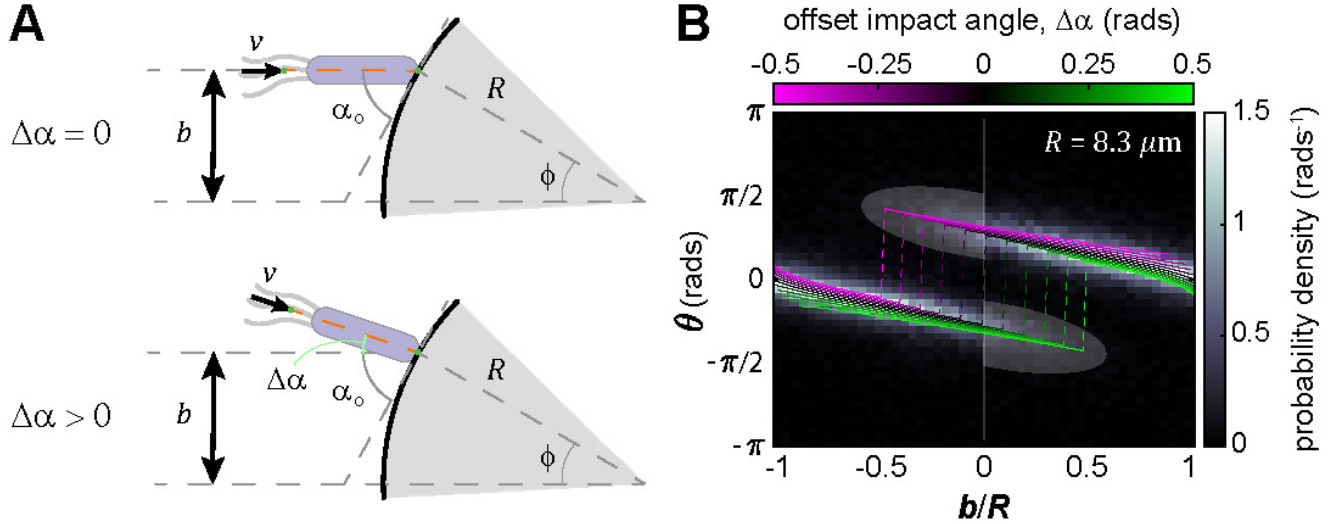 A
v
R
α₀
Δα = 0
b
ϕ
v
R
Δα
α₀
Δα > 0
b
ϕ
B
offset impact angle, Δα (rads)
-0.5 -0.25 0 0.25 0.5
R = 8.3 μm
π
π/2
0
-π/2
-π
θ (rads)
-1 -0.5 0 0.5 1
b/R
1.5
1
0.5
0
probability density (rads⁻¹)